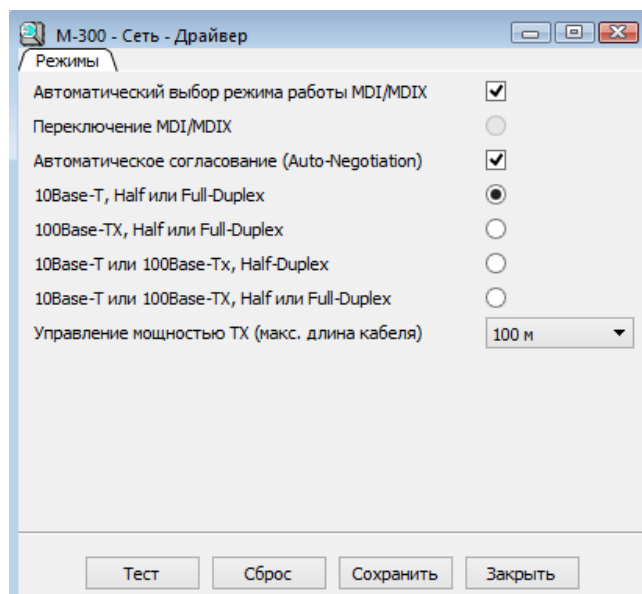 М-300 - Сеть - Драйвер
Режимы
Автоматический выбор режима работы MDI/MDIX
Переключение MDI/MDIX
Автоматическое согласование (Auto-Negotiation)
10Base-T, Half или Full-Duplex
100Base-TX, Half или Full-Duplex
10Base-T или 100Base-Tx, Half-Duplex
10Base-T или 100Base-TX, Half или Full-Duplex
Управление мощностью TX (макс. длина кабеля) 100 м
Тест Сброс Сохранить Закрыть